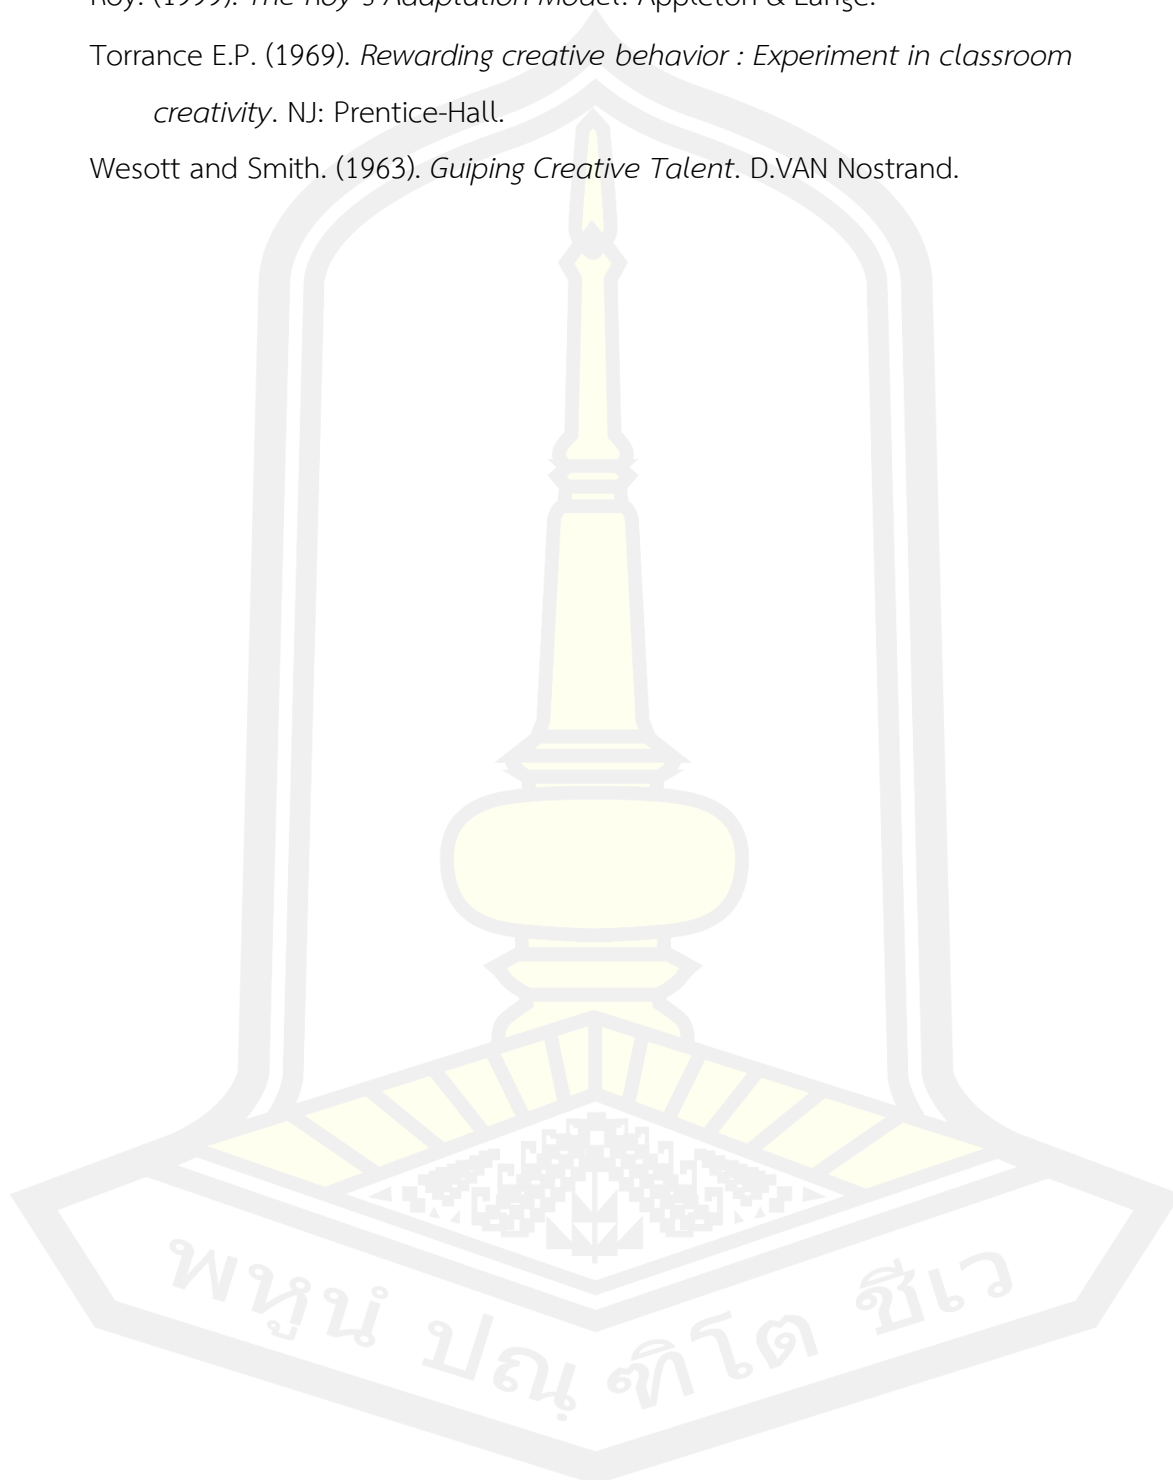 Roy. (1999). The Roy's Adaptation Model. Appleton & Lange.
Torrance E.P. (1969). Rewarding creative behavior : Experiment in classroom
creativity. NJ: Prentice-Hall.
Wesott and Smith. (1963). Guiping Creative Talent. D.VAN Nostrand.
พหูนํ ปณฺฑิโต ชีเว